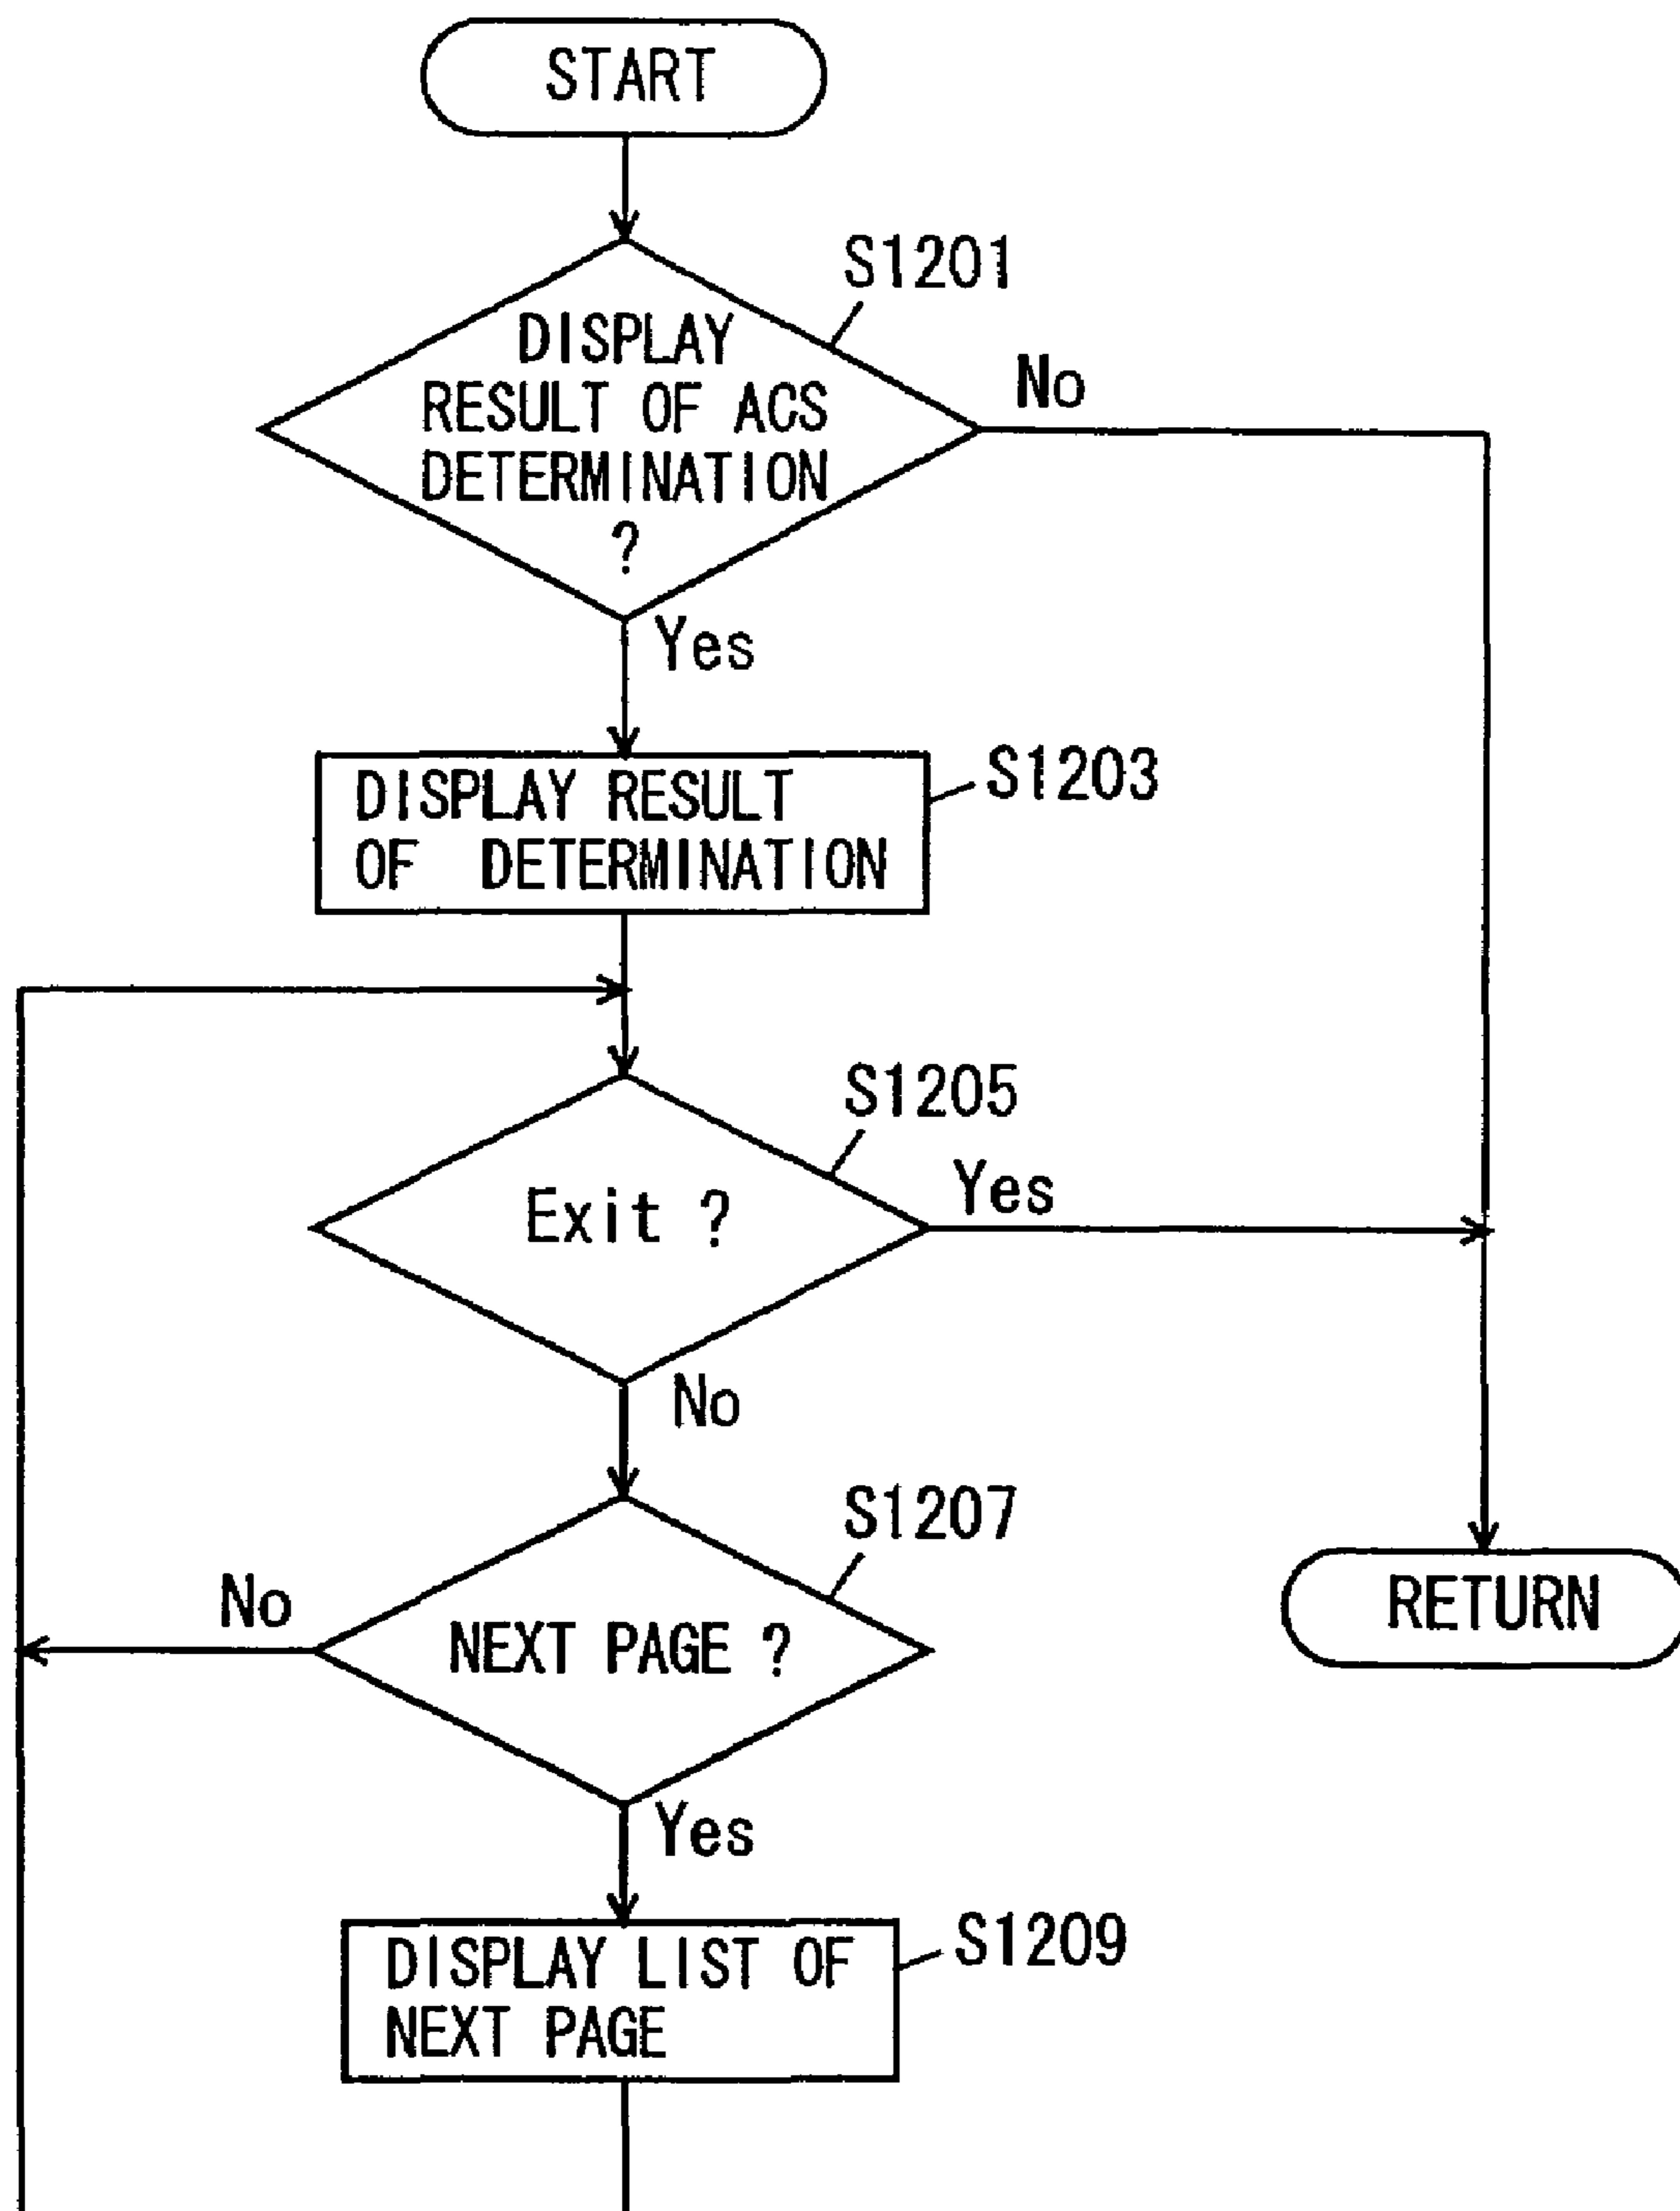 START
S1201
DISPLAY
RESULT OF ACS
DETERMINATION
?
No
Yes
S1203
DISPLAY RESULT
OF DETERMINATION
S1205
Exit ?
Yes
No
S1207
NEXT PAGE ?
No
RETURN
Yes
S1209
DISPLAY LIST OF
NEXT PAGE